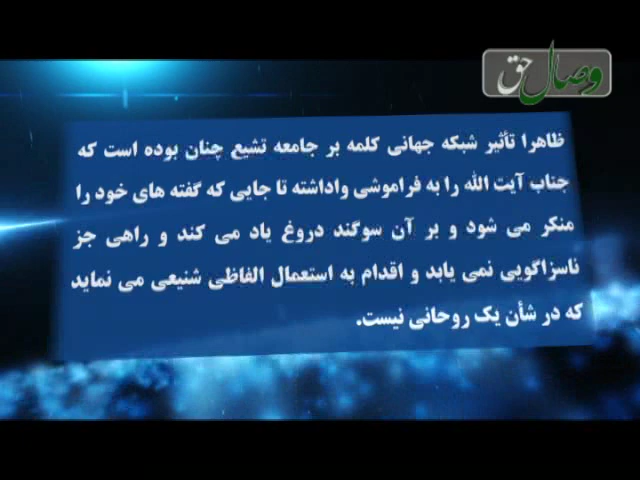 وصال حق
ظاهرا تأثیر شبکه جهانی کلمه بر جامعه تشیع چنان بوده است که
جناب آیت الله را به فراموشی واداشته تا جایی که گفته های خود را
منکر می شود و بر آن سوگند دروغ یاد می کند و راهی جز
ناسزاگویی نمی یابد و اقدام به استعمال الفاظی شنیعی می نماید
که در شأن یک روحانی نیست.